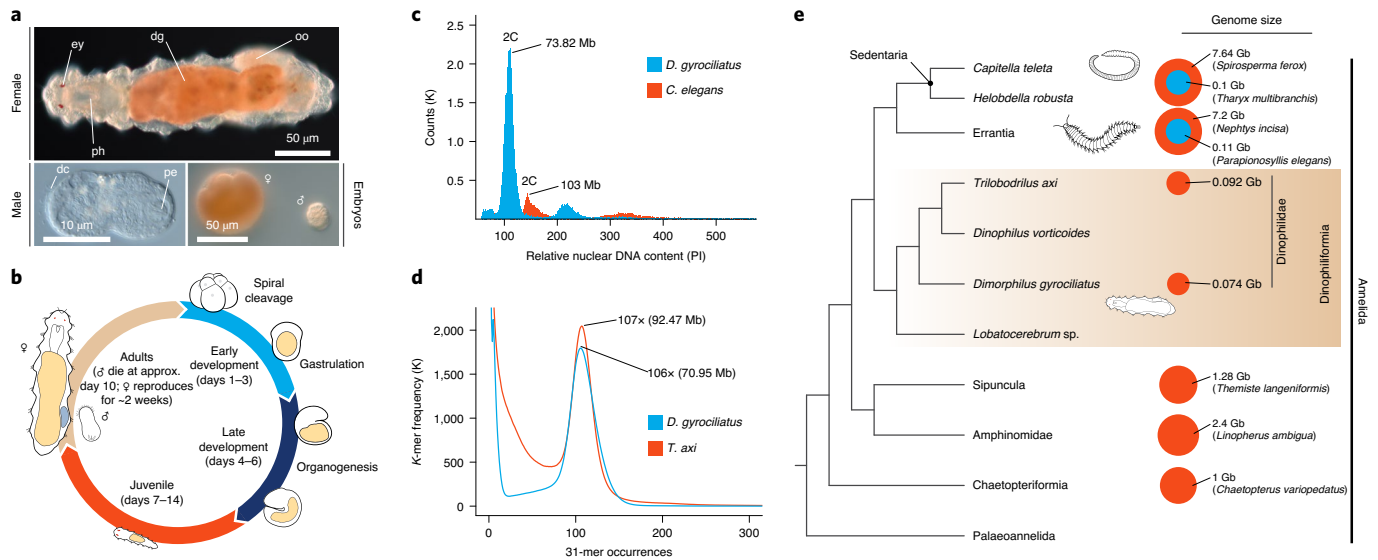 a
Female
ey
dg
oo
ph
50 μm
Male
dc
pe
10 μm
♀
♂
50 μm
Embryos
b
Spiral
cleavage
Gastrulation
Early
development
(days 1–3)
Adults
(♂ die at approx.
day 10; ♀ reproduces
for ~2 weeks)
♀
♂
Late
development
(days 4–6)
Organogenesis
Juvenile
(days 7–14)
c
Counts (K)
2.5
2.0
1.5
1.0
0.5
2C
73.82 Mb
D. gyrociliatus
C. elegans
2C
103 Mb
100
200
300
400
500
Relative nuclear DNA content (PI)
d
K-mer frequency (K)
2,000
1,500
1,000
500
0
107× (92.47 Mb)
106× (70.95 Mb)
D. gyrociliatus
T. axi
0
100
200
300
31-mer occurrences
e
Genome size
Sedentaria
Capitella teleta
Helobdella robusta
7.64 Gb
(Spirosperma ferox)
0.1 Gb
(Tharyx multibranchis)
Errantia
7.2 Gb
(Nephtys incisa)
0.11 Gb
(Parapionosyllis elegans)
Trilobodrilus axi
0.092 Gb
Dinophilus vorticoides
Dimorphilus gyrociliatus
0.074 Gb
Lobatocerebrum sp.
Dinophilidae
Dinophiliformia
Annelida
Sipuncula
1.28 Gb
(Themiste langeniformis)
Amphinomidae
2.4 Gb
(Linopherus ambigua)
Chaetopteriformia
1 Gb
(Chaetopterus variopedatus)
Palaeoannelida